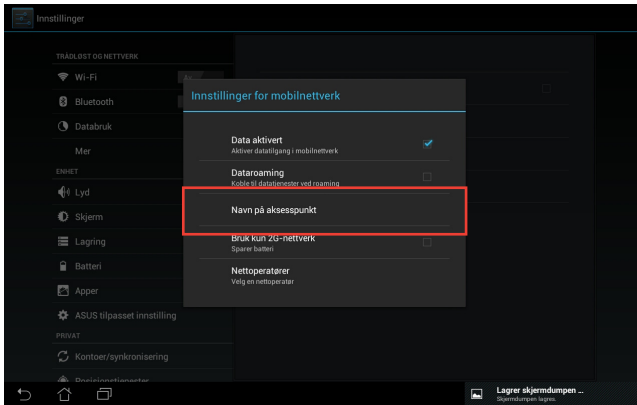 Innstillinger
TRÅDLØST OG NETTVERK
Wi-Fi
Av
Bluetooth
Databruk
Mer
ENHET
Lyd
Skjerm
Lagring
Batteri
Apper
ASUS tilpasset innstilling
PRIVAT
Kontoer/synkronisering
Posisjonstjenester
Innstillinger for mobilnettverk
Data aktivert
Aktiver datatilgang i mobilnettverk
Dataroaming
Koble til datatjenester ved roaming
Navn på aksesspunkt
Bruk kun 2G-nettverk
Sparer batteri
Nettoperatører
Velg en nettoperatør
Lagrer skjermdumpen ...
Skjermdumpen lagres.